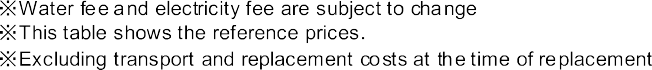 ※Water fee and electricity fee are subject to change
※This table shows the reference prices.
※Excluding transport and replacement costs at the time of replacement